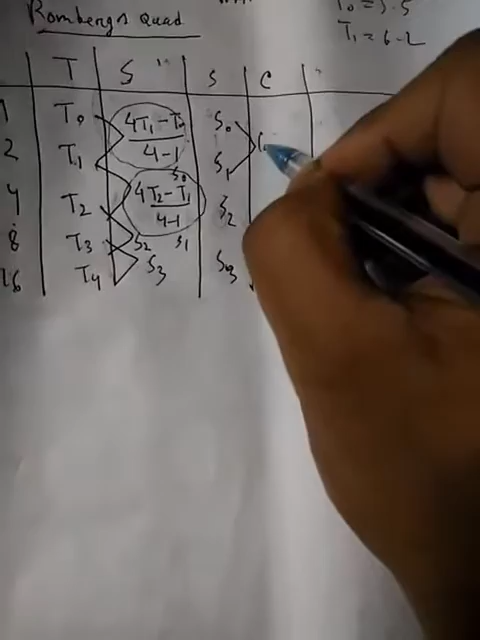 Rombergs quad
T₀ = 5.5
T₁ = 6.2
T S S C
1 T₀ 4T₁-T₀ S₀
4-1 S₀
2 T₁ S₁
4 T₂ 4T₂-T₁ S₂
4-1 S₁
8 T₃ S₂
16 T₄ S₃ S₃